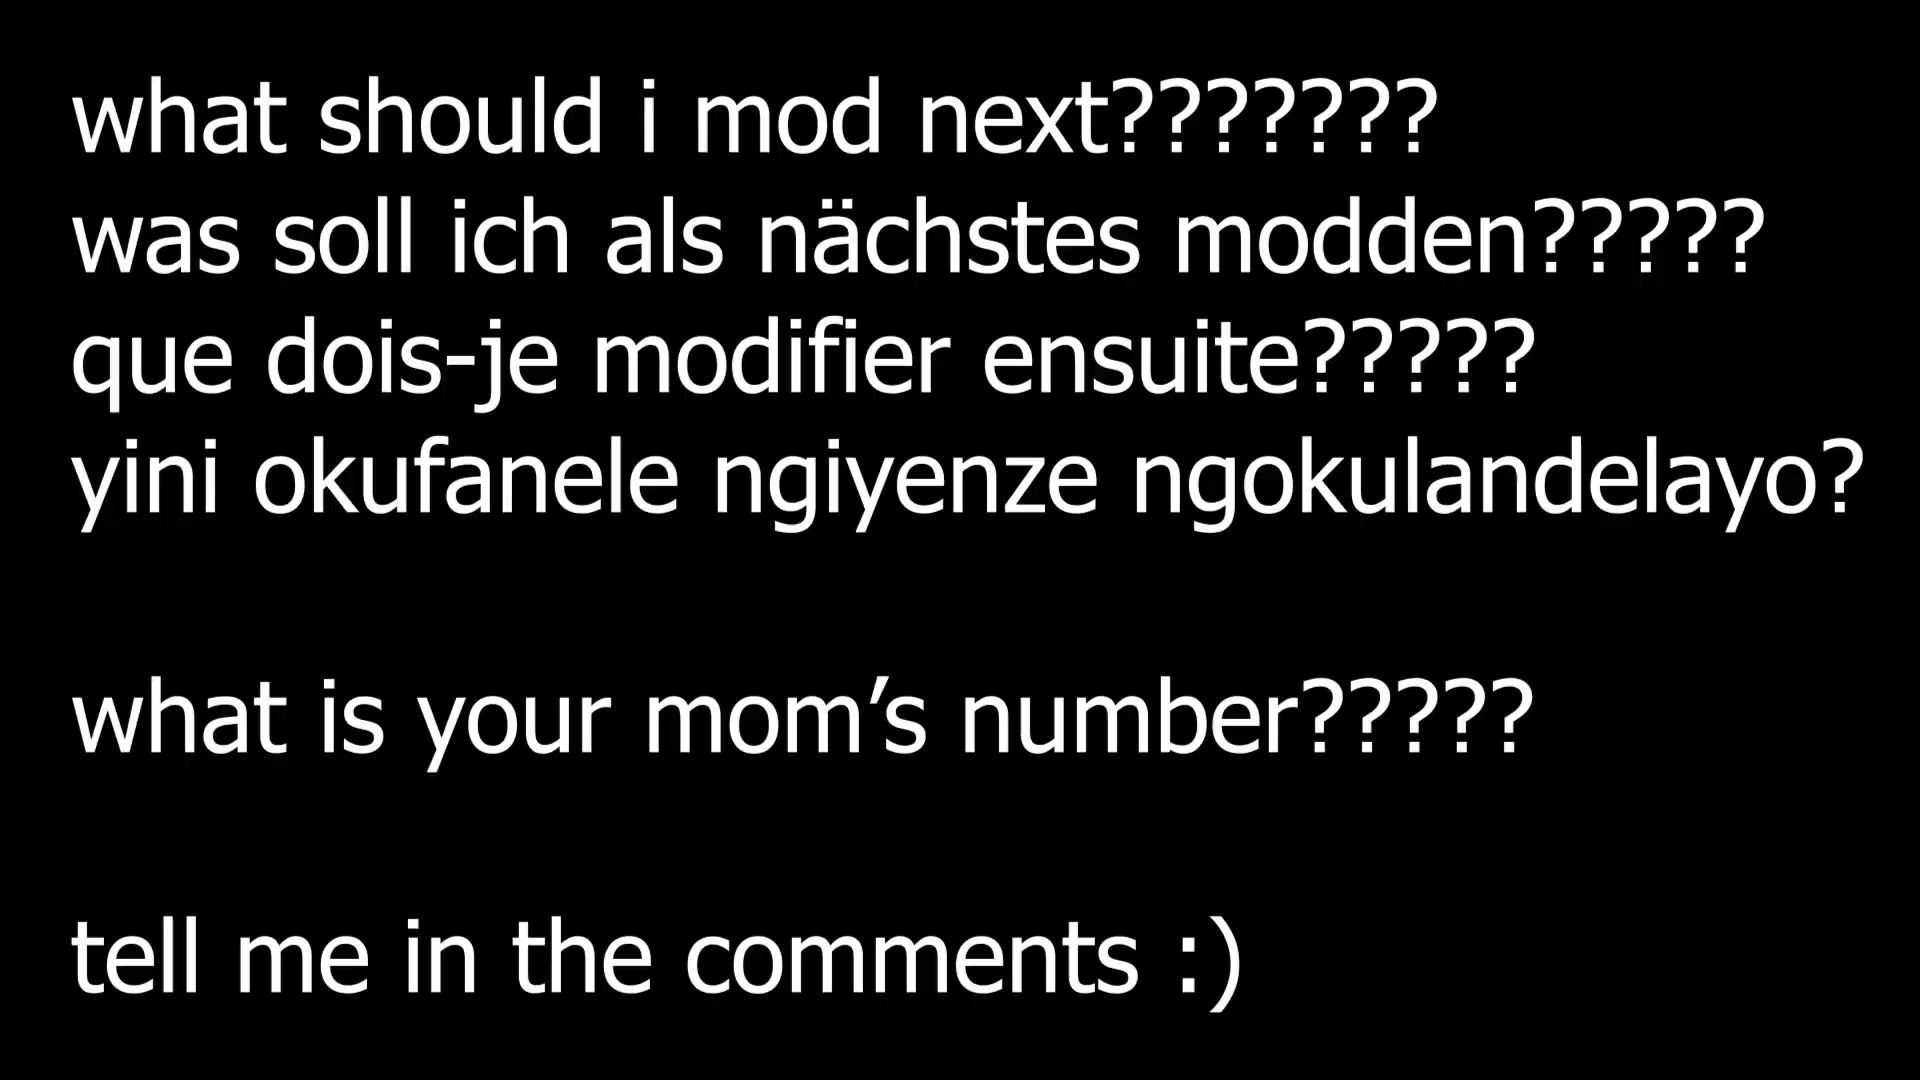 what should i mod next???????
was soll ich als nächstes modden?????
que dois-je modifier ensuite?????
yini okufanele ngiyenze ngokulandelayo?
what is your mom’s number?????
tell me in the comments :)